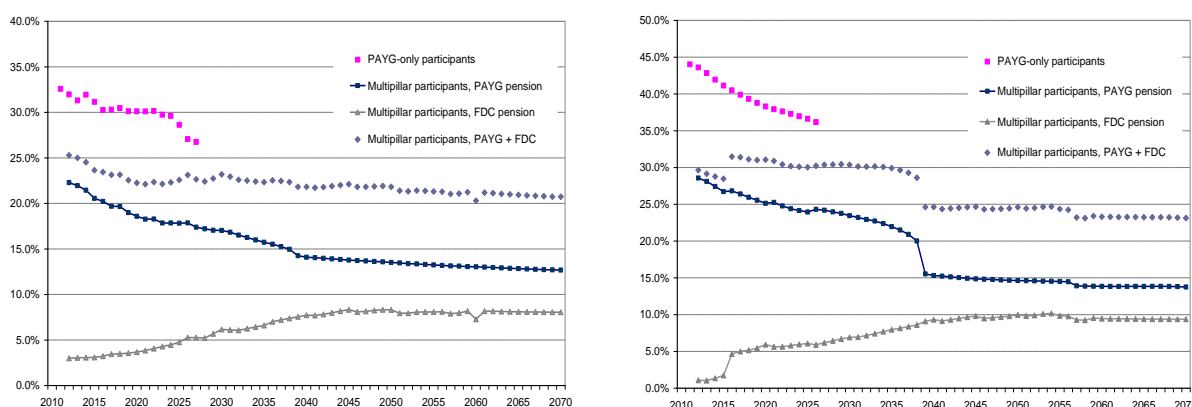 40.0%
35.0%
30.0%
25.0%
20.0%
15.0%
10.0%
5.0%
0.0%
2010 2015 2020 2025 2030 2035 2040 2045 2050 2055 2060 2065 2070
PAYG-only participants
Multipillar participants, PAYG pension
Multipillar participants, FDC pension
Multipillar participants, PAYG + FDC
50.0%
45.0%
40.0%
35.0%
30.0%
25.0%
20.0%
15.0%
10.0%
5.0%
0.0%
2010 2015 2020 2025 2030 2035 2040 2045 2050 2055 2060 2065 207
PAYG-only participants
Multipillar participants, PAYG pension
Multipillar participants, FDC pension
Multipillar participants, PAYG + FDC